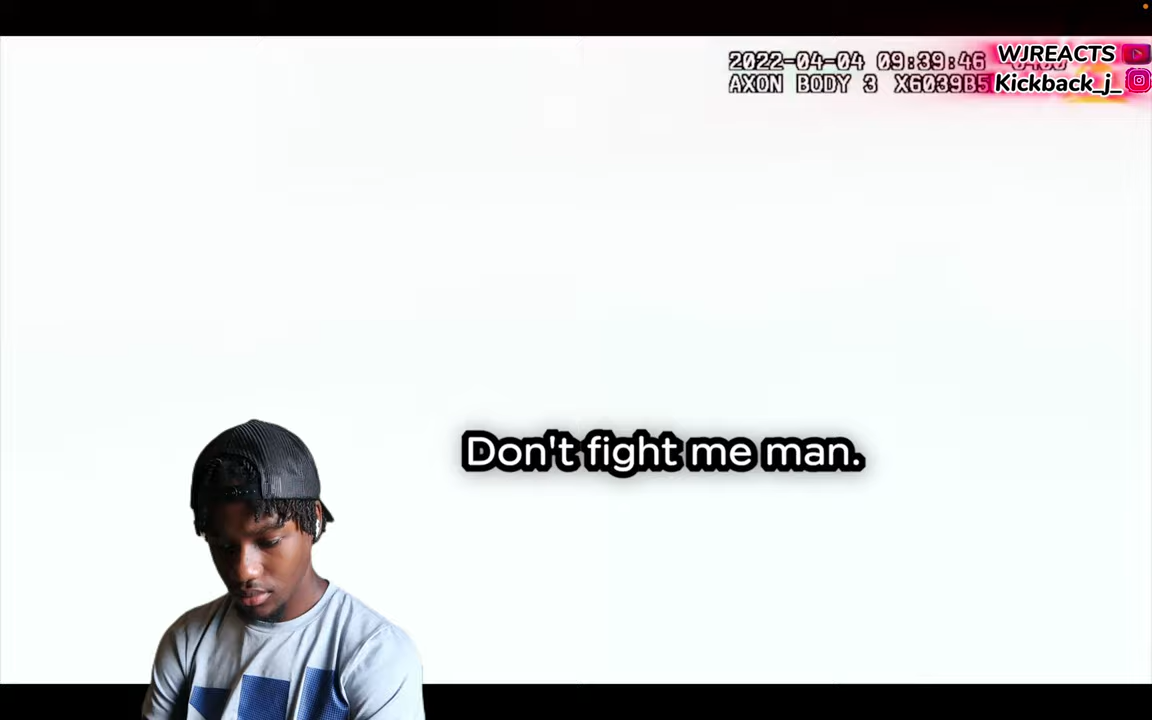 2022-04-04 09:39:46
WJREACTS
AXON BODY 3 X6039B5
Kickback_j_
Don't fight me man.